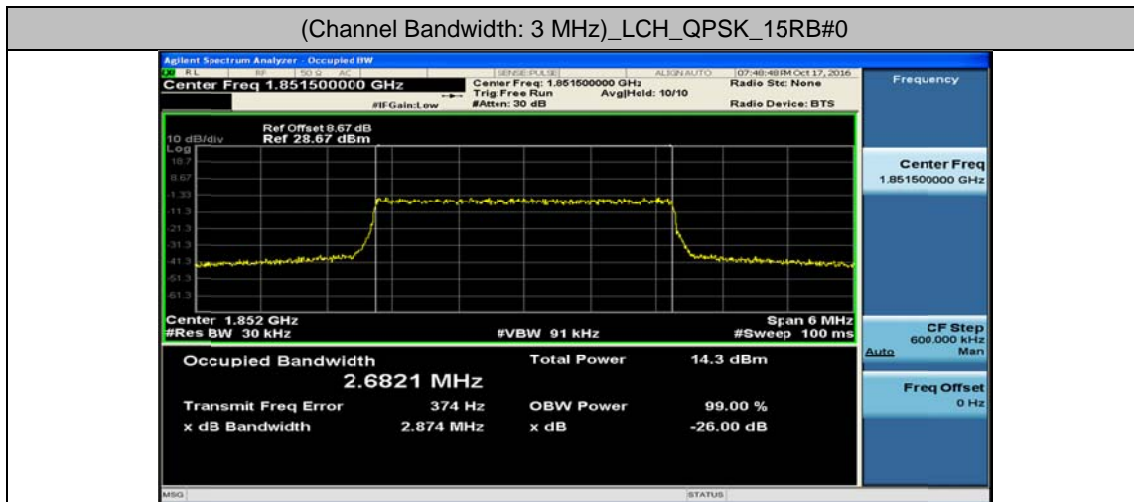 (Channel Bandwidth: 3 MHz)_LCH_QPSK_15RB#0
Agilent Spectrum Analyzer - Occupied BW
RL RF 50 Ω AC SENSE:PULSE ALIGN AUTO 07:48:48 PM Oct 17, 2016
Center Freq 1.851500000 GHz
Center Freq: 1.851500000 GHz
Radio Std: None
Trig: Free Run Avg|Hold: 10/10
#IFGain:Low #Atten: 30 dB Radio Device: BTS
Frequency
Ref Offset 8.67 dB
10 dB/div Ref 28.67 dBm
Log
18.7
8.67
-1.33
-11.3
-21.3
-31.3
-41.3
-51.3
-61.3
Center Freq
1.851500000 GHz
Center 1.852 GHz Span 6 MHz
#Res BW 30 kHz #VBW 91 kHz #Sweep 100 ms
CF Step
600.000 kHz
Auto Man
Freq Offset
0 Hz
Occupied Bandwidth Total Power 14.3 dBm
2.6821 MHz
Transmit Freq Error 374 Hz OBW Power 99.00 %
x dB Bandwidth 2.874 MHz x dB -26.00 dB
MSG STATUS